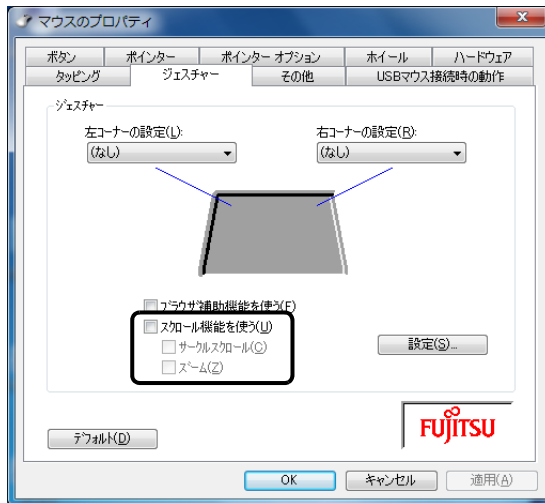 マウスのプロパティ
ボタン ポインター ポインター オプション ホイール ハードウェア
タッピング ジェスチャー その他 USBマウス接続時の動作
ジェスチャー
左コーナーの設定(L): 右コーナーの設定(R):
(なし) (なし)
ブラウザ補助機能を使う(F)
スクロール機能を使う(U)
サークルスクロール(C) 設定(S)...
ズーム(Z)
FUJITSU
デフォルト(D)
OK キャンセル 適用(A)